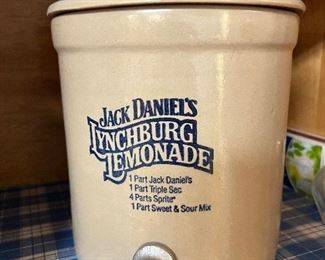 JACK DANIEL'S
LYNCHBURG
LEMONADE
1 Part Jack Daniel's
1 Part Triple Sec
4 Parts Sprite*
1 Part Sweet & Sour Mix